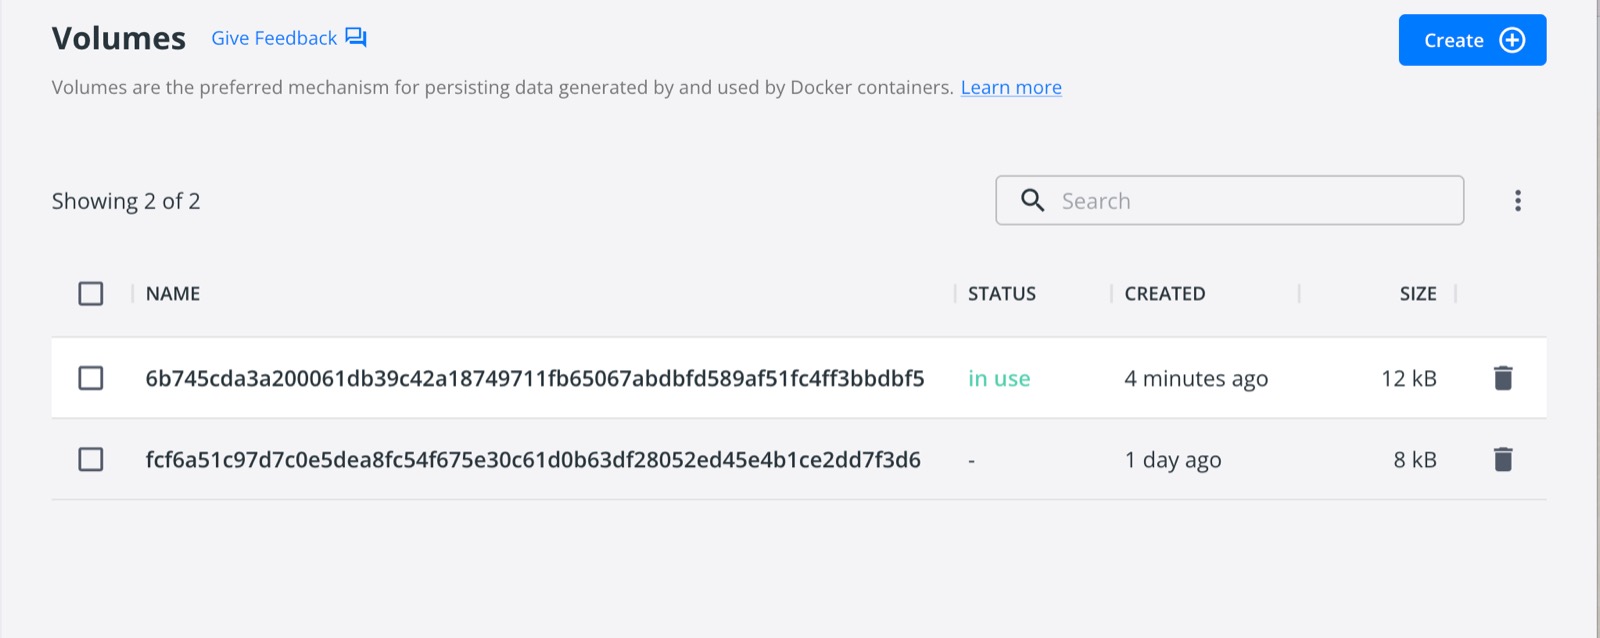 Volumes Give Feedback
Create
Volumes are the preferred mechanism for persisting data generated by and used by Docker containers. Learn more
Showing 2 of 2
Search
NAME STATUS CREATED SIZE
6b745cda3a200061db39c42a18749711fb65067abdbfd589af51fc4ff3bbdbf5 in use 4 minutes ago 12 kB
fcf6a51c97d7c0e5dea8fc54f675e30c61d0b63df28052ed45e4b1ce2dd7f3d6 - 1 day ago 8 kB